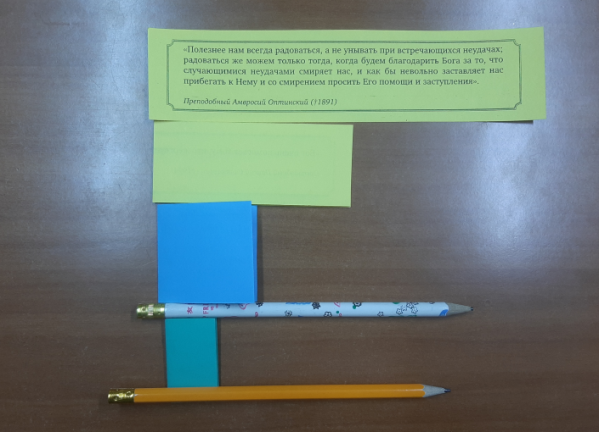 «Полезнее нам всегда радоваться, а не унывать при встречающихся неудачах;
радоваться же можем только тогда, когда будем благодарить Бога за то, что
случающимися неудачами смиряет нас, и как бы невольно заставляет нас
прибегать к Нему и со смирением просить Его помощи и заступления».
Преподобный Амвросий Оптинский (†1891)